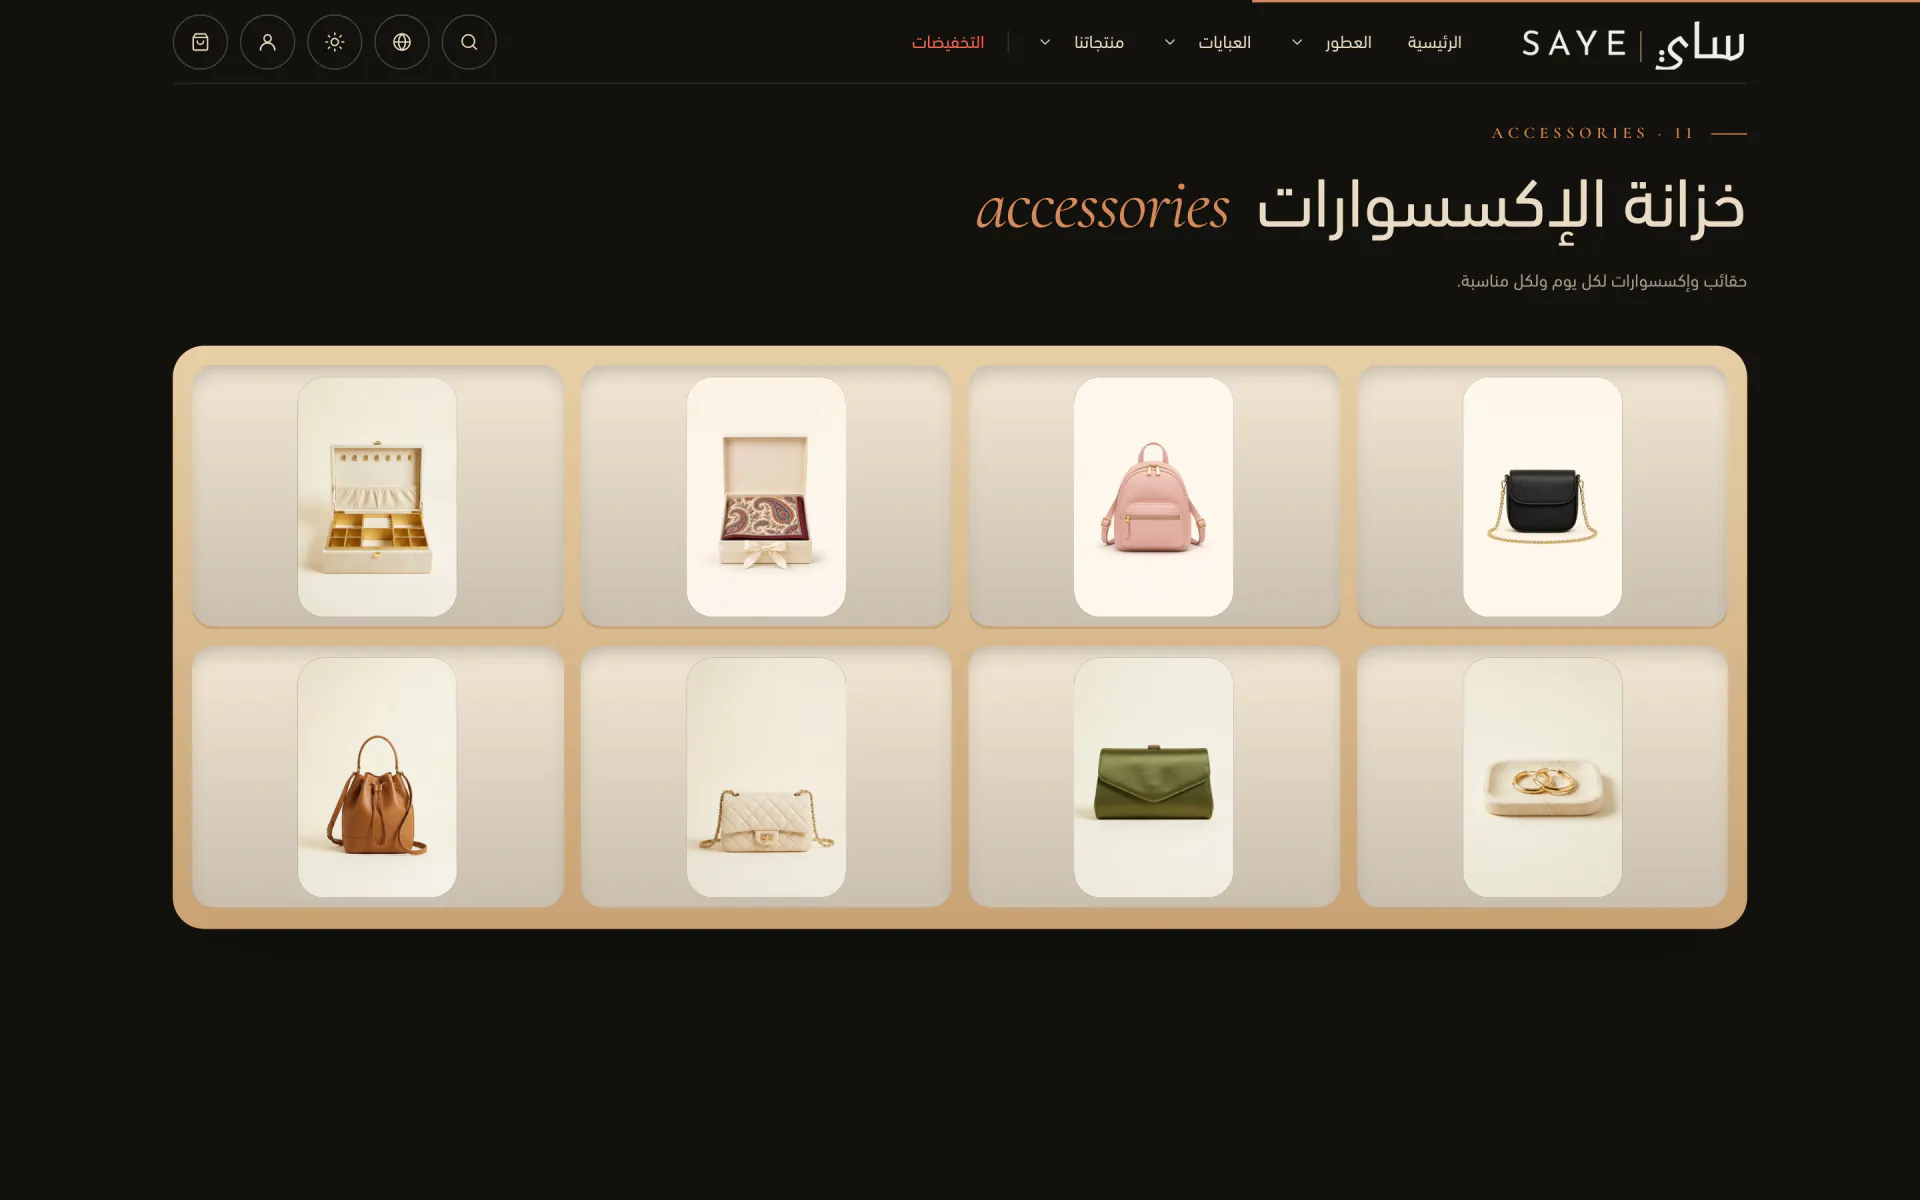 ساي | SAYE
الرئيسية
العطور
العبايات
منتجاتنا
التخفيضات
ACCESSORIES · 11
خزانة الإكسسوارات accessories
حقائب وإكسسوارات لكل يوم ولكل مناسبة.